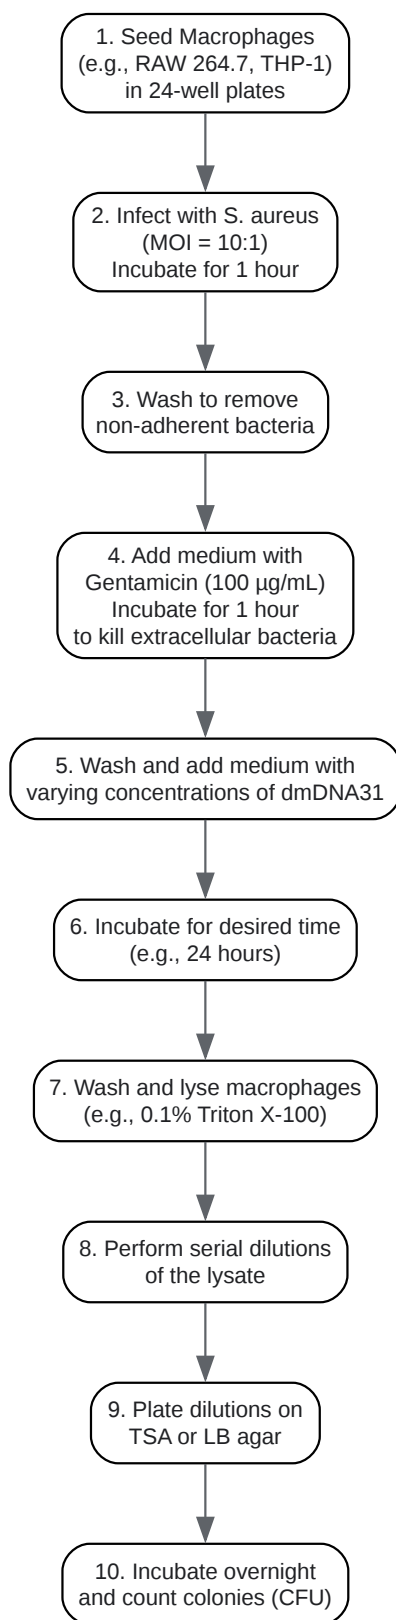 1. Seed Macrophages
(e.g., RAW 264.7, THP-1)
in 24-well plates
2. Infect with S. aureus
(MOI = 10:1)
Incubate for 1 hour
3. Wash to remove
non-adherent bacteria
4. Add medium with
Gentamicin (100 µg/mL)
Incubate for 1 hour
to kill extracellular bacteria
5. Wash and add medium with
varying concentrations of dmDNA31
6. Incubate for desired time
(e.g., 24 hours)
7. Wash and lyse macrophages
(e.g., 0.1% Triton X-100)
8. Perform serial dilutions
of the lysate
9. Plate dilutions on
TSA or LB agar
10. Incubate overnight
and count colonies (CFU)